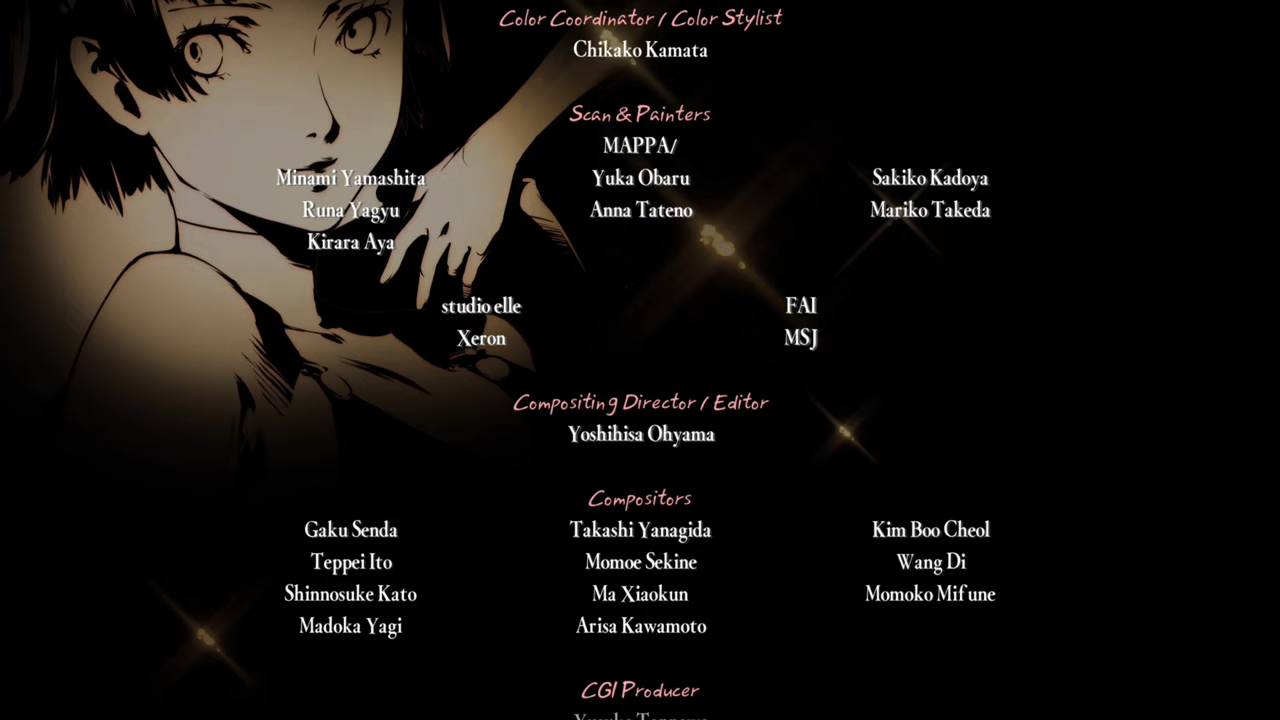 Color Coordinator / Color Stylist
Chikako Kamata
Scan & Painters
MAPPA/
Minami Yamashita Yuka Obaru Sakiko Kadoya
Runa Yagyu Anna Tateno Mariko Takeda
Kirara Aya
studio elle FAI
Xeron MSJ
Compositing Director / Editor
Yoshihisa Ohyama
Compositors
Gaku Senda Takashi Yanagida Kim Boo Cheol
Teppei Ito Momoe Sekine Wang Di
Shinnosuke Kato Ma Xiaokun Momoko Mifune
Madoka Yagi Arisa Kawamoto
CGI Producer